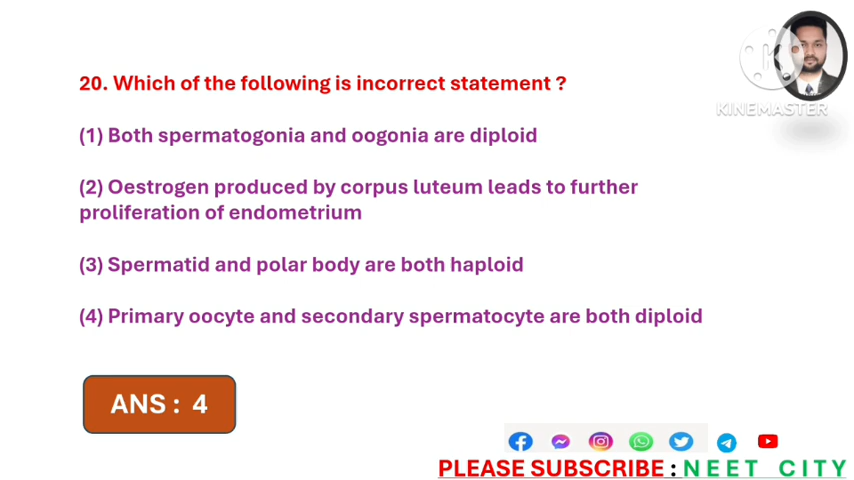 KINEMASTER
20. Which of the following is incorrect statement ?
(1) Both spermatogonia and oogonia are diploid
(2) Oestrogen produced by corpus luteum leads to further
proliferation of endometrium
(3) Spermatid and polar body are both haploid
(4) Primary oocyte and secondary spermatocyte are both diploid
ANS : 4
PLEASE SUBSCRIBE : NEET CITY